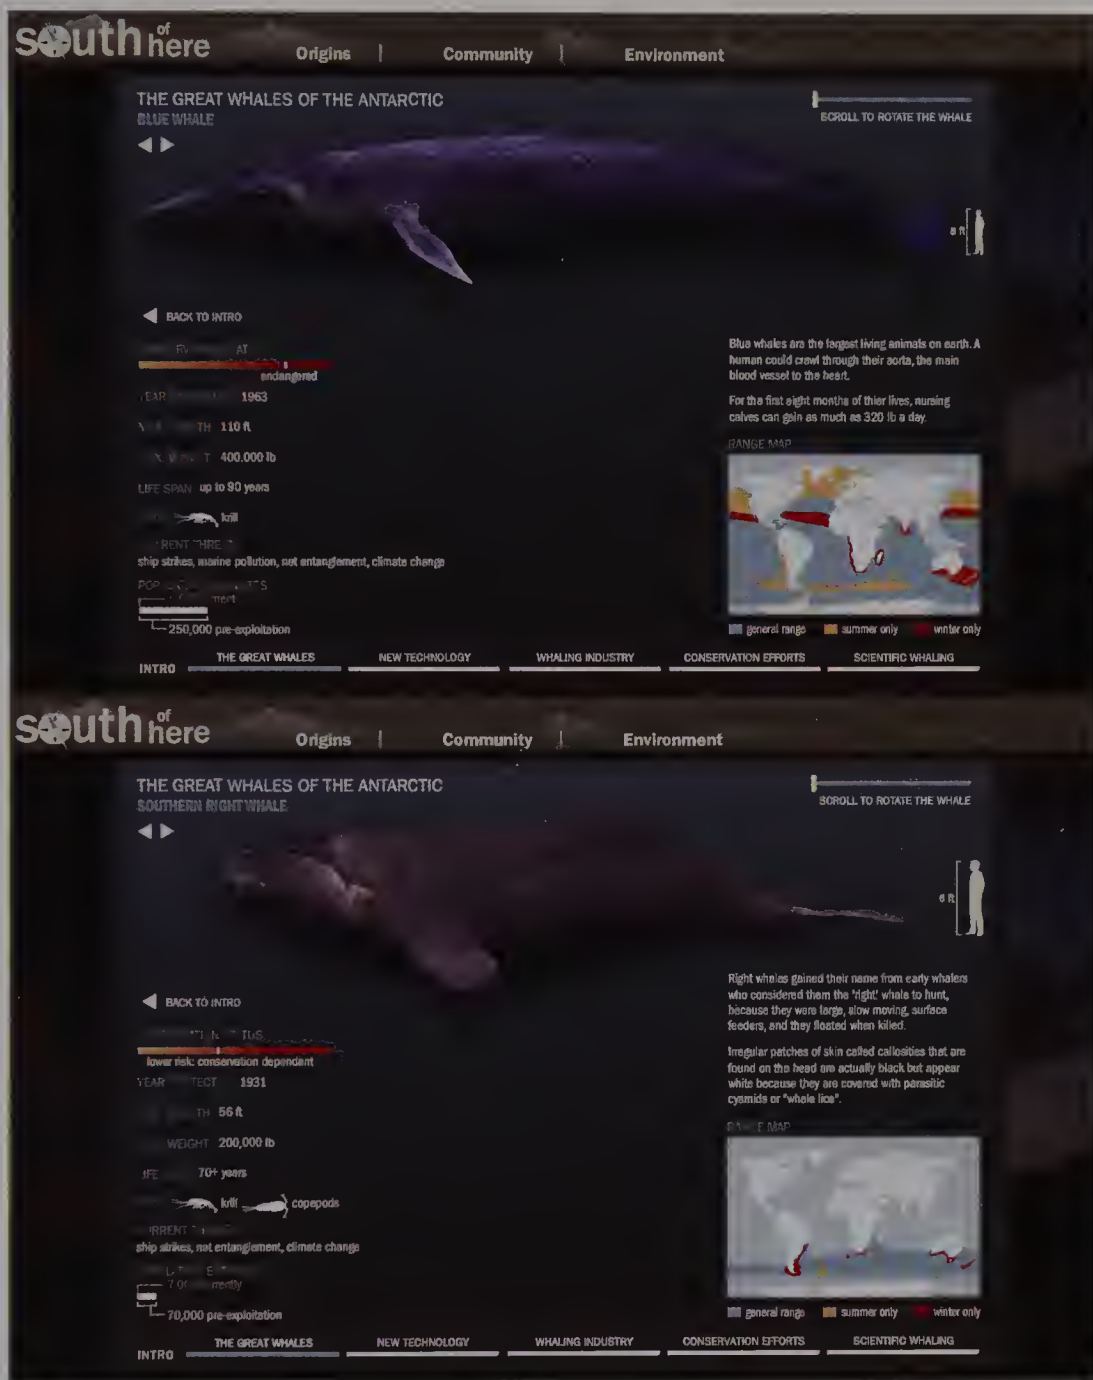 south of here
Origins | Community | Environment
THE GREAT WHALES OF THE ANTARCTIC
BLUE WHALE
SCROLL TO ROTATE THE WHALE
BACK TO INTRO
endangered
1963
110 ft
400,000 lb
LIFE SPAN up to 90 years
krill
ship strikes, marine pollution, net entanglement, climate change
250,000 pre-exploitation
Blue whales are the largest living animals on earth. A
human could crawl through their aorta, the main
blood vessel to the heart.
For the first eight months of thier lives, nursing
calves can gain as much as 320 lb a day.
RANGE MAP
general range summer only winter only
INTRO THE GREAT WHALES NEW TECHNOLOGY WHALING INDUSTRY CONSERVATION EFFORTS SCIENTIFIC WHALING
south of here
Origins | Community | Environment
THE GREAT WHALES OF THE ANTARCTIC
SOUTHERN RIGHT WHALE
SCROLL TO ROTATE THE WHALE
6 ft
BACK TO INTRO
lower risk: conservation dependant
YEAR 1931
56 ft
WEIGHT 200,000 lb
70+ years
krill copepods
ship strikes, net entanglement, climate change
70,000 pre-exploitation
Right whales gained their name from early whalers
who considered them the 'right' whale to hunt,
because they were large, slow moving, surface
feeders, and they floated when killed.
Irregular patches of skin called callosities that are
found on the head are actually black but appear
white because they are covered with parasitic
cyamids or "whale lice".
MAP
general range summer only winter only
INTRO THE GREAT WHALES NEW TECHNOLOGY WHALING INDUSTRY CONSERVATION EFFORTS SCIENTIFIC WHALING